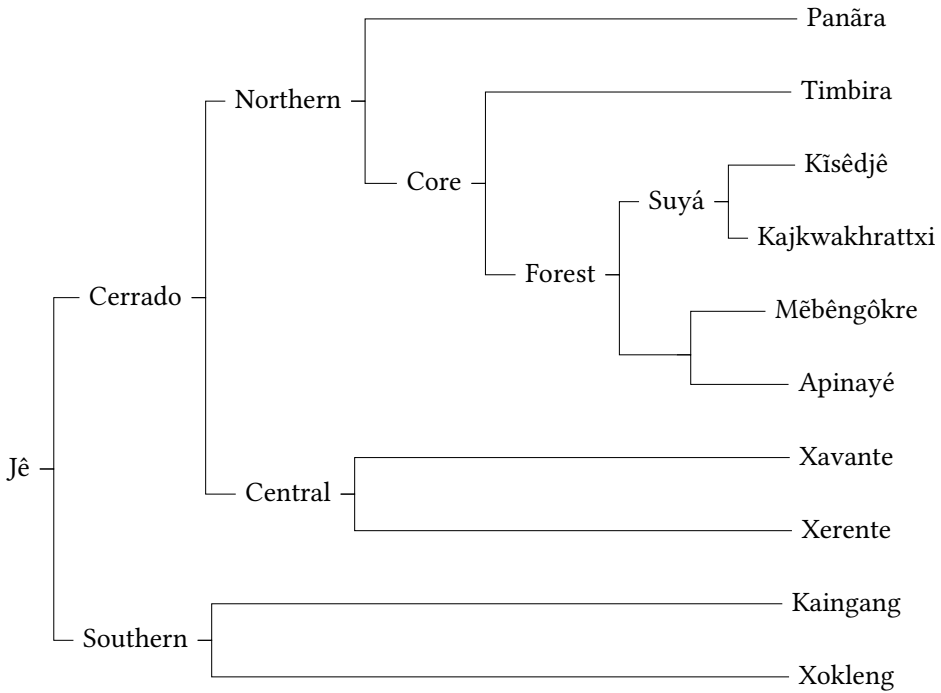 Panãra
Timbira
Northern
Kĩsêdjê
Core
Suyá
Kajkwakhrattxi
Forest
Cerrado
Mẽbêngôkre
Apinayé
Xavante
Jê
Central
Xerente
Kaingang
Southern
Xokleng